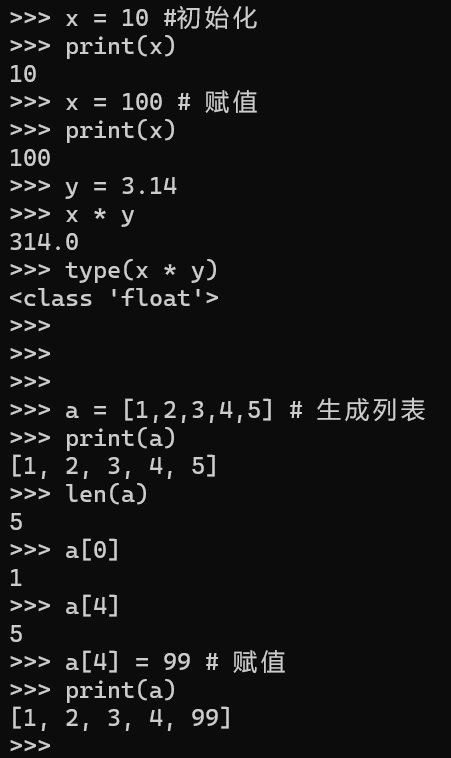 >>> x = 10 #初始化
>>> print(x)
10
>>> x = 100 # 赋值
>>> print(x)
100
>>> y = 3.14
>>> x * y
314.0
>>> type(x * y)
<class 'float'>
>>>
>>>
>>>
>>> a = [1,2,3,4,5] # 生成列表
>>> print(a)
[1, 2, 3, 4, 5]
>>> len(a)
5
>>> a[0]
1
>>> a[4]
5
>>> a[4] = 99 # 赋值
>>> print(a)
[1, 2, 3, 4, 99]
>>>